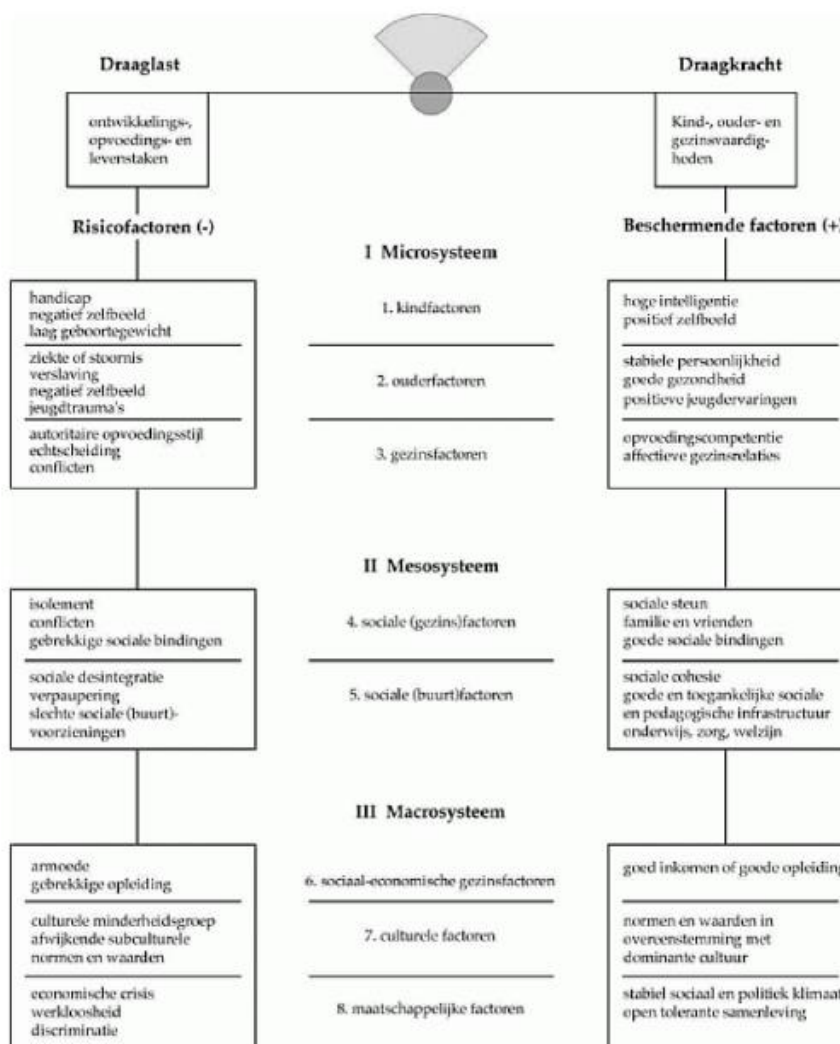 Draaglast
Draagkracht
ontwikkelings-,
opvoedings- en
levenstaken
Kind-, ouder- en
gezinsvaardig-
heden
Risicofactoren (-)
Beschermende factoren (+)
I Microsysteem
handicap
negatief zelfbeeld
laag geboortegewicht
1. kindfactoren
hoge intelligentie
positief zelfbeeld
ziekte of stoornis
verslaving
negatief zelfbeeld
jeugdtrauma's
2. ouderfactoren
stabiele persoonlijkheid
goede gezondheid
positieve jeugdervaringen
autoritaire opvoedingsstijl
echtscheiding
conflicten
3. gezinsfactoren
opvoedingscompetentie
affectieve gezinsrelaties
II Mesosysteem
isolement
conflicten
gebrekkige sociale bindingen
4. sociale (gezins)factoren
sociale steun
familie en vrienden
goede sociale bindingen
sociale desintegratie
verpaupering
slechte sociale (buurt)-
voorzieningen
5. sociale (buurt)factoren
sociale cohesie
goede en toegankelijke sociale
en pedagogische infrastructuur
onderwijs, zorg, welzijn
III Macrosysteem
armoede
gebrekkige opleiding
6. sociaal-economische gezinsfactoren
goed inkomen of goede opleiding
culturele minderheidsgroep
afwijkende subculturele
normen en waarden
7. culturele factoren
normen en waarden in
overeenstemming met
dominante cultuur
economische crisis
werkloosheid
discriminatie
8. maatschappelijke factoren
stabiel sociaal en politiek klimaat
open tolerante samenleving